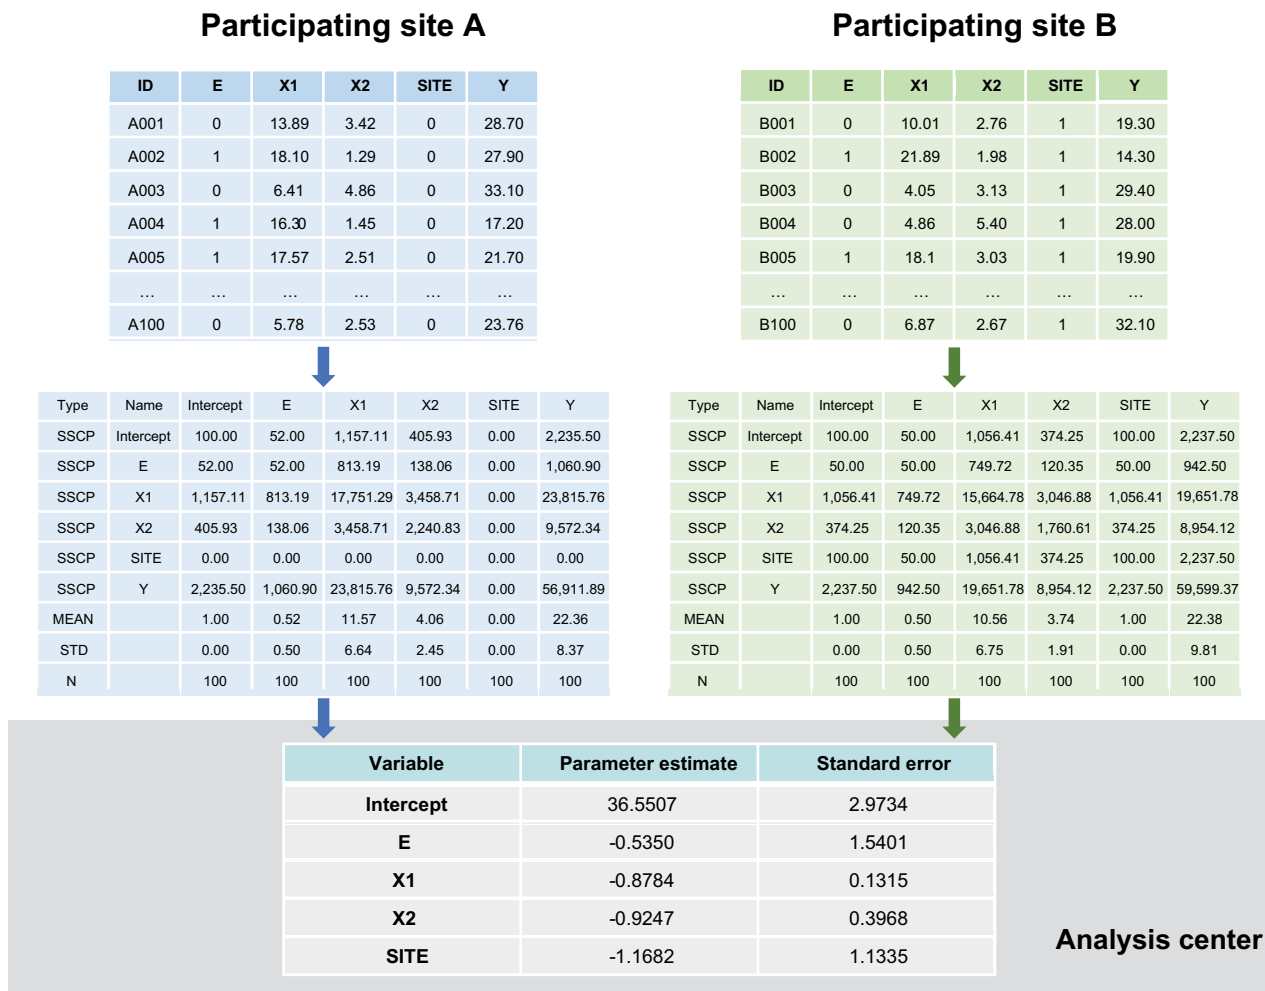 Participating site A
ID E X1 X2 SITE Y
A001 0 13.89 3.42 0 28.70
A002 1 18.10 1.29 0 27.90
A003 0 6.41 4.86 0 33.10
A004 1 16.30 1.45 0 17.20
A005 1 17.57 2.51 0 21.70
… … … … … …
A100 0 5.78 2.53 0 23.76
Participating site B
ID E X1 X2 SITE Y
B001 0 10.01 2.76 1 19.30
B002 1 21.89 1.98 1 14.30
B003 0 4.05 3.13 1 29.40
B004 0 4.86 5.40 1 28.00
B005 1 18.1 3.03 1 19.90
… … … … … …
B100 0 6.87 2.67 1 32.10
Type Name Intercept E X1 X2 SITE Y
SSCP Intercept 100.00 52.00 1,157.11 405.93 0.00 2,235.50
SSCP E 52.00 52.00 813.19 138.06 0.00 1,060.90
SSCP X1 1,157.11 813.19 17,751.29 3,458.71 0.00 23,815.76
SSCP X2 405.93 138.06 3,458.71 2,240.83 0.00 9,572.34
SSCP SITE 0.00 0.00 0.00 0.00 0.00 0.00
SSCP Y 2,235.50 1,060.90 23,815.76 9,572.34 0.00 56,911.89
MEAN 1.00 0.52 11.57 4.06 0.00 22.36
STD 0.00 0.50 6.64 2.45 0.00 8.37
N 100 100 100 100 100 100
Type Name Intercept E X1 X2 SITE Y
SSCP Intercept 100.00 50.00 1,056.41 374.25 100.00 2,237.50
SSCP E 50.00 50.00 749.72 120.35 50.00 942.50
SSCP X1 1,056.41 749.72 15,664.78 3,046.88 1,056.41 19,651.78
SSCP X2 374.25 120.35 3,046.88 1,760.61 374.25 8,954.12
SSCP SITE 100.00 50.00 1,056.41 374.25 100.00 2,237.50
SSCP Y 2,237.50 942.50 19,651.78 8,954.12 2,237.50 59,599.37
MEAN 1.00 0.50 10.56 3.74 1.00 22.38
STD 0.00 0.50 6.75 1.91 0.00 9.81
N 100 100 100 100 100 100
Variable Parameter estimate Standard error
Intercept 36.5507 2.9734
E -0.5350 1.5401
X1 -0.8784 0.1315
X2 -0.9247 0.3968
SITE -1.1682 1.1335
Analysis center